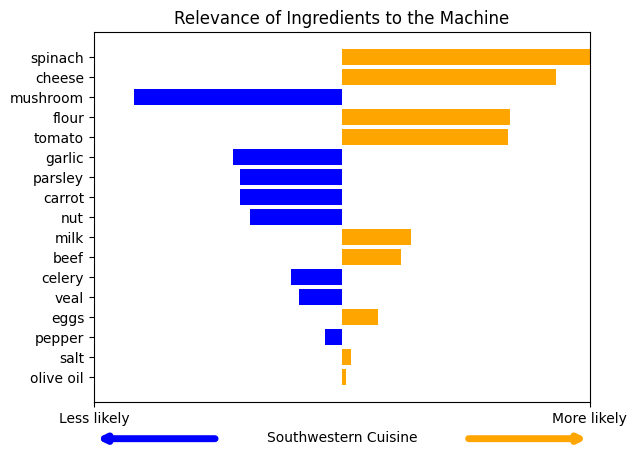 Relevance of Ingredients to the Machine
spinach
cheese
mushroom
flour
tomato
garlic
parsley
carrot
nut
milk
beef
celery
veal
eggs
pepper
salt
olive oil
Less likely
More likely
Southwestern Cuisine